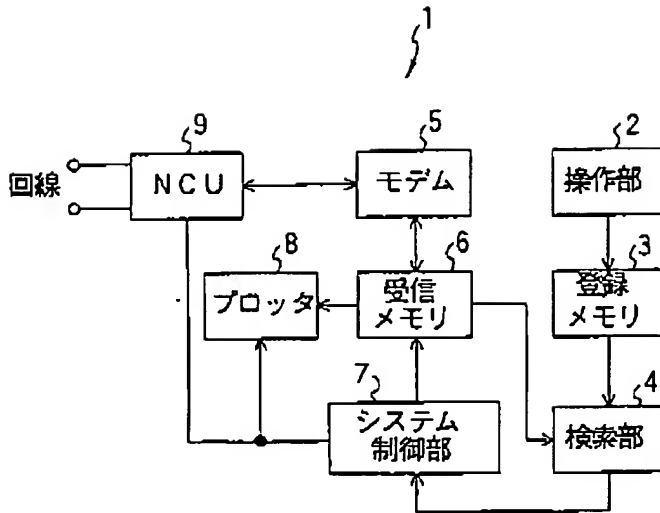 1
9
5
2
回線
NCU
モデム
操作部
8
6
3
プロッタ
受信
メモリ
登録
メモリ
7
4
システム
制御部
検索部